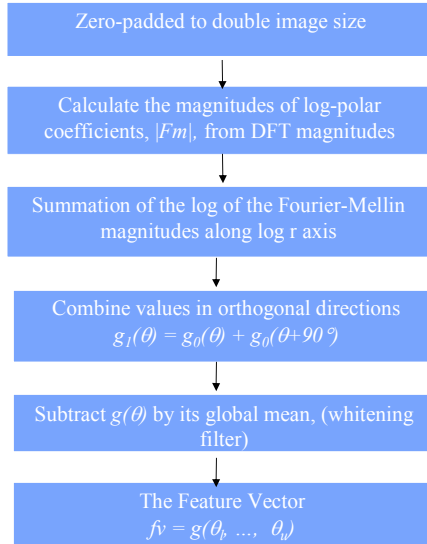 Zero-padded to double image size
Calculate the magnitudes of log-polar
coefficients, |Fm|, from DFT magnitudes
Summation of the log of the Fourier-Mellin
magnitudes along log r axis
Combine values in orthogonal directions
g₁(θ) = g₀(θ) + g₀(θ+90°)
Subtract g(θ) by its global mean, (whitening
filter)
The Feature Vector
fv = g(θₗ, ..., θᵤ)